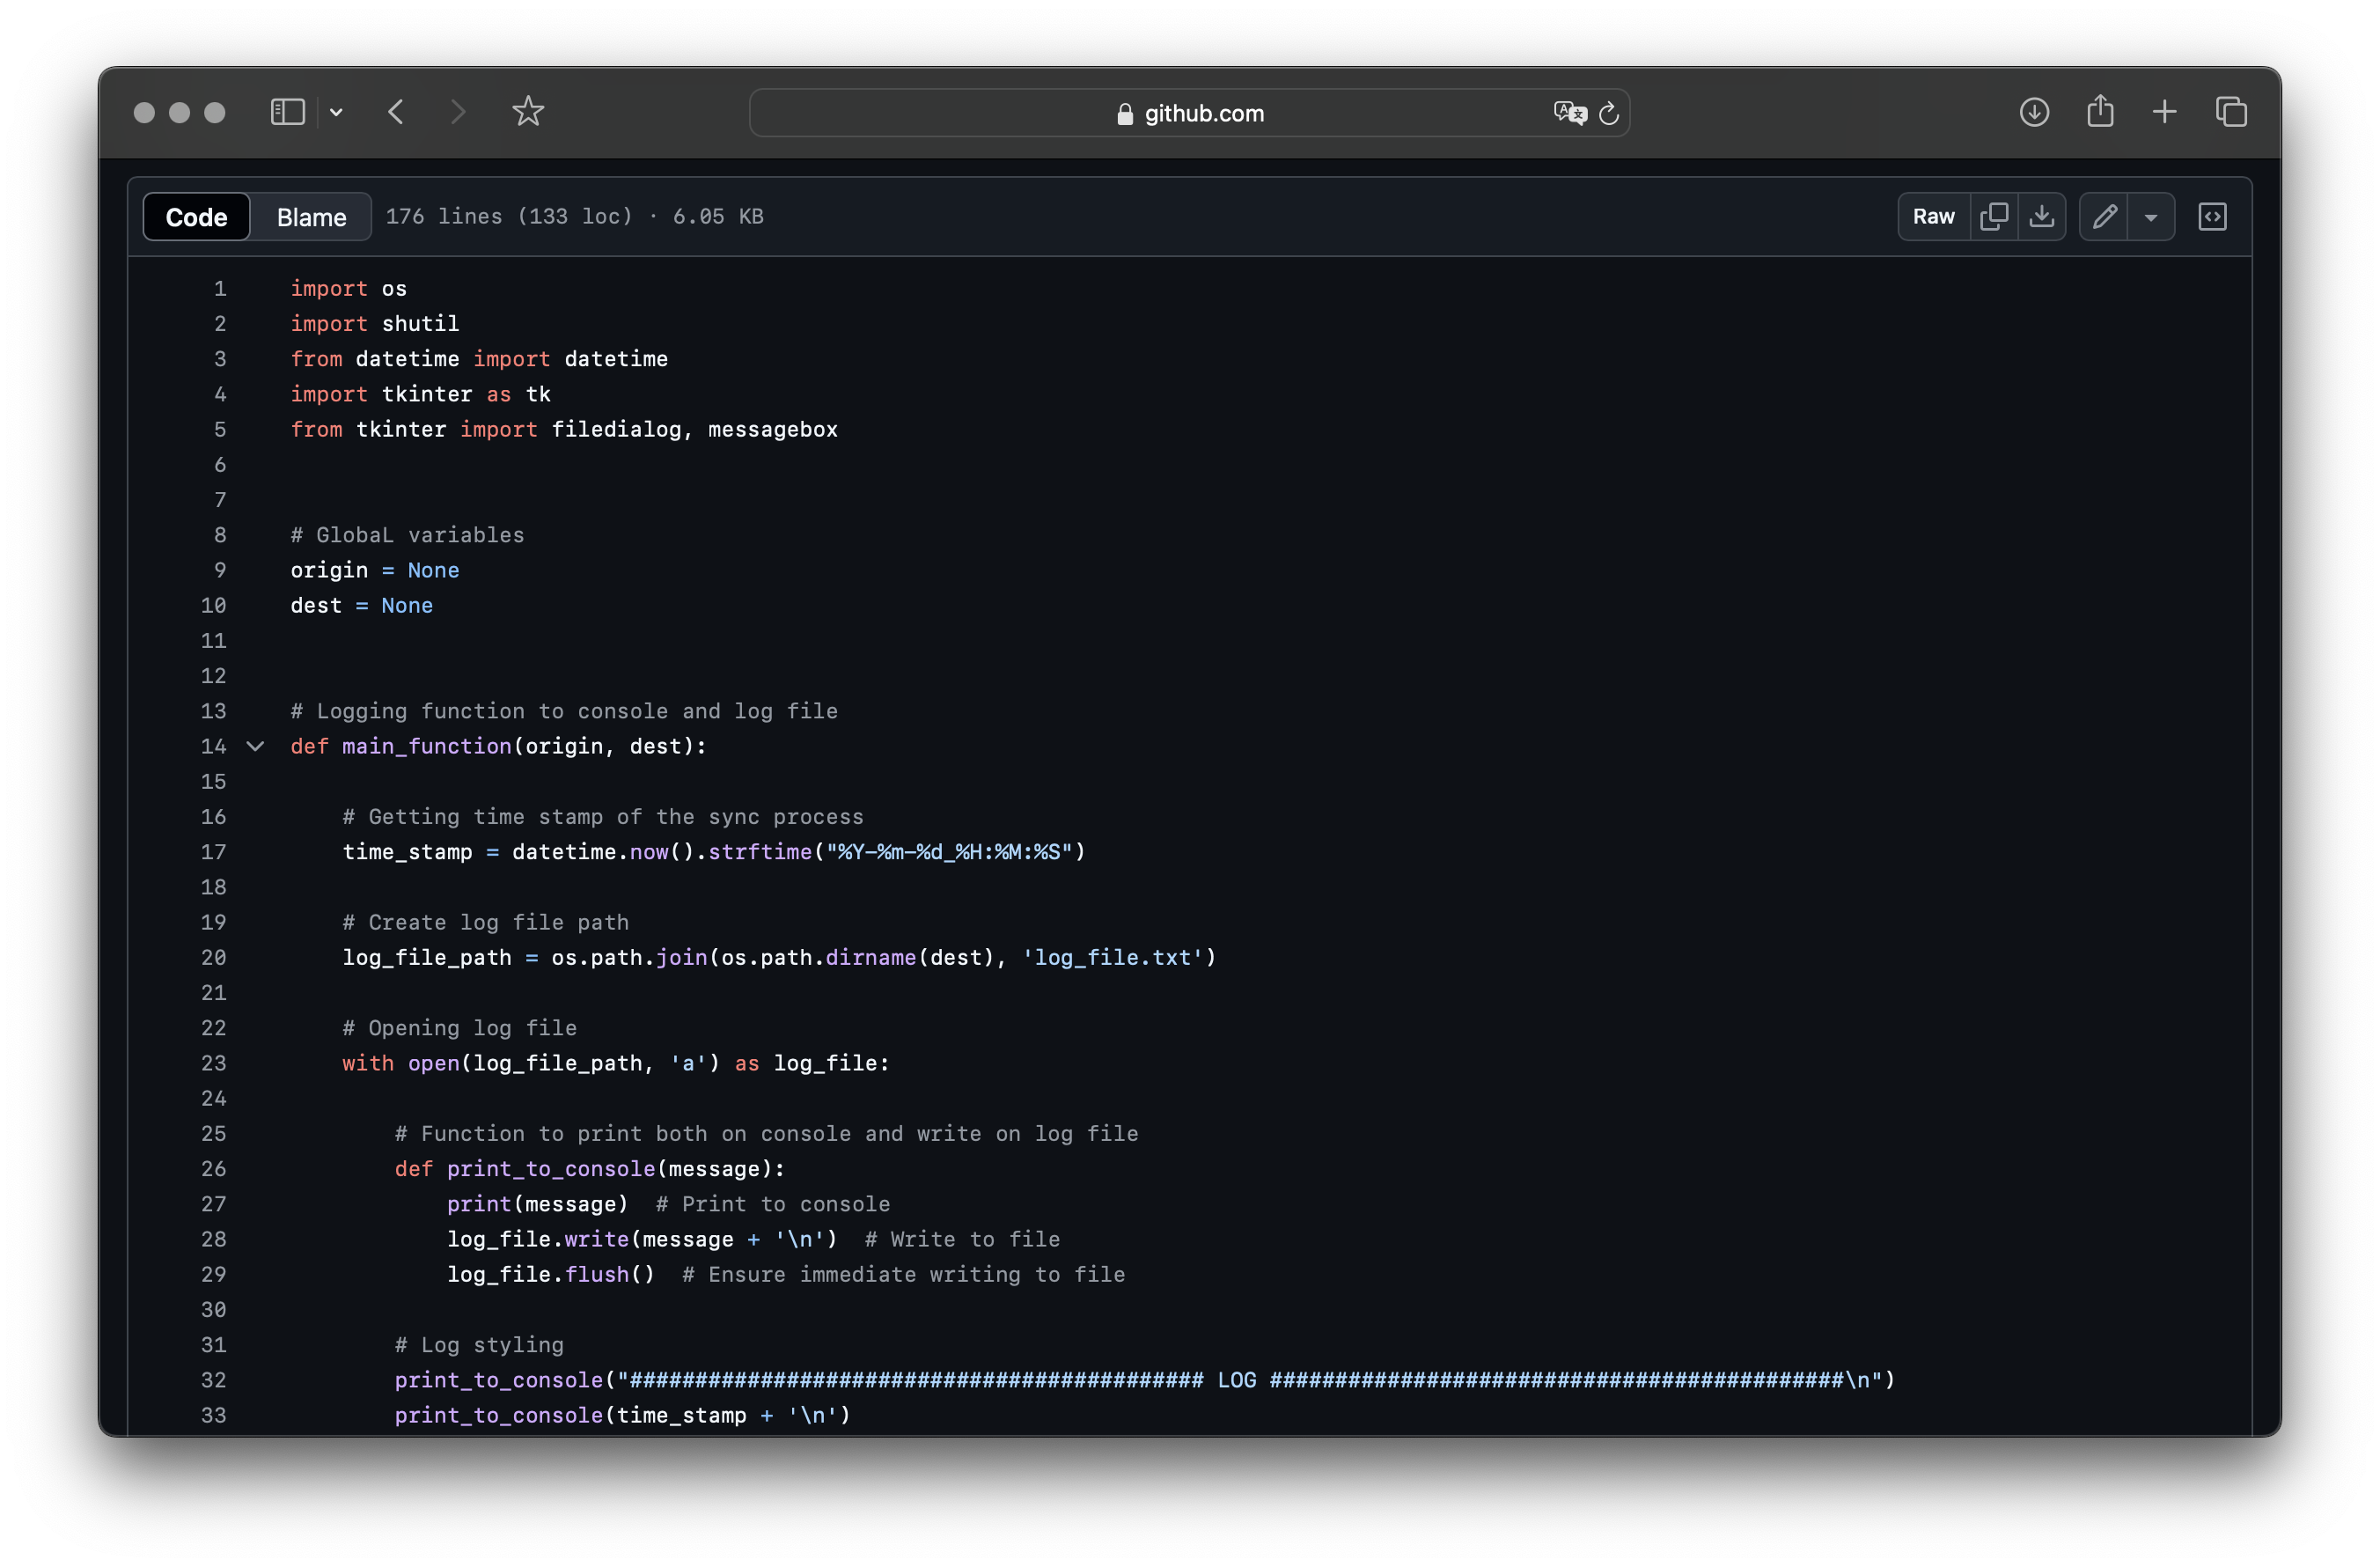 github.com
Code Blame 176 lines (133 loc) · 6.05 KB Raw
1 import os
2 import shutil
3 from datetime import datetime
4 import tkinter as tk
5 from tkinter import filedialog, messagebox
6
7
8 # GlobaL variables
9 origin = None
10 dest = None
11
12
13 # Logging function to console and log file
14 def main_function(origin, dest):
15
16     # Getting time stamp of the sync process
17     time_stamp = datetime.now().strftime("%Y-%m-%d_%H:%M:%S")
18
19     # Create log file path
20     log_file_path = os.path.join(os.path.dirname(dest), 'log_file.txt')
21
22     # Opening log file
23     with open(log_file_path, 'a') as log_file:
24
25         # Function to print both on console and write on log file
26         def print_to_console(message):
27             print(message)  # Print to console
28             log_file.write(message + '\n')  # Write to file
29             log_file.flush()  # Ensure immediate writing to file
30
31         # Log styling
32         print_to_console("############################################ LOG ############################################\n")
33         print_to_console(time_stamp + '\n')